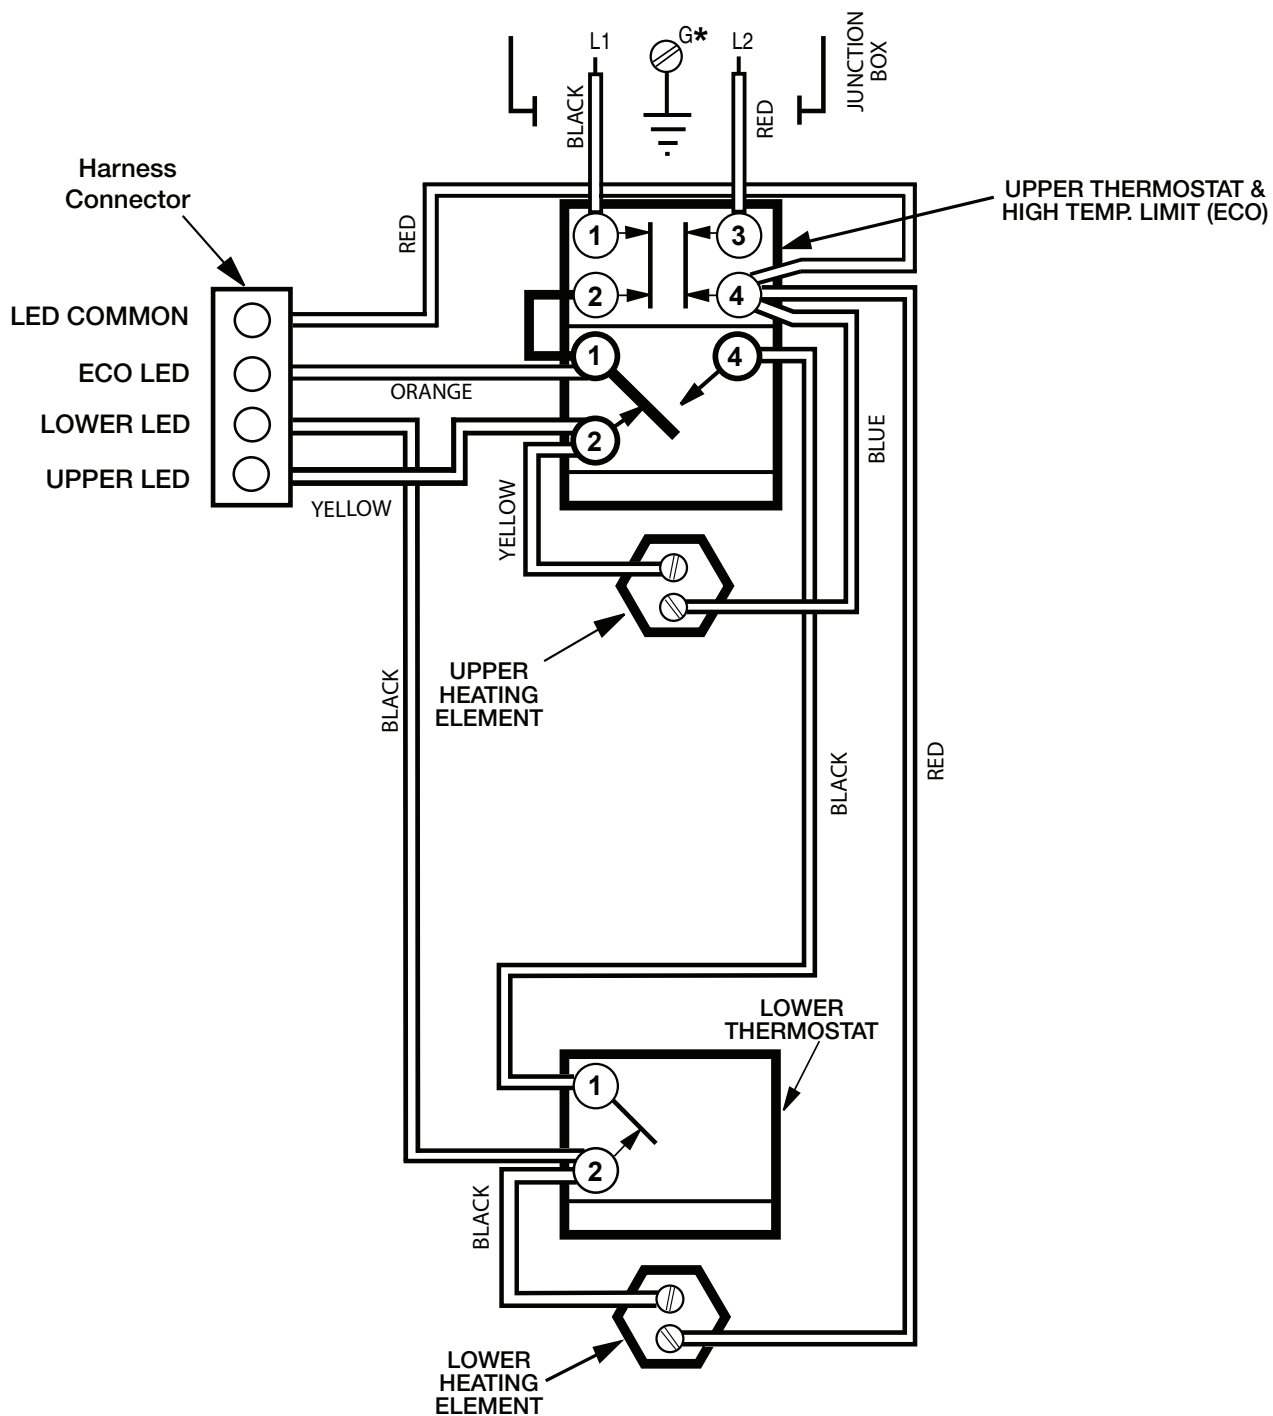 L1
G*
L2
JUNCTION
BOX
BLACK
RED
Harness
Connector
UPPER THERMOSTAT &
HIGH TEMP. LIMIT (ECO)
RED
1
3
2
4
LED COMMON
ECO LED
LOWER LED
UPPER LED
1
4
ORANGE
2
BLUE
YELLOW
YELLOW
UPPER
HEATING
ELEMENT
BLACK
BLACK
RED
LOWER
THERMOSTAT
1
2
BLACK
LOWER
HEATING
ELEMENT